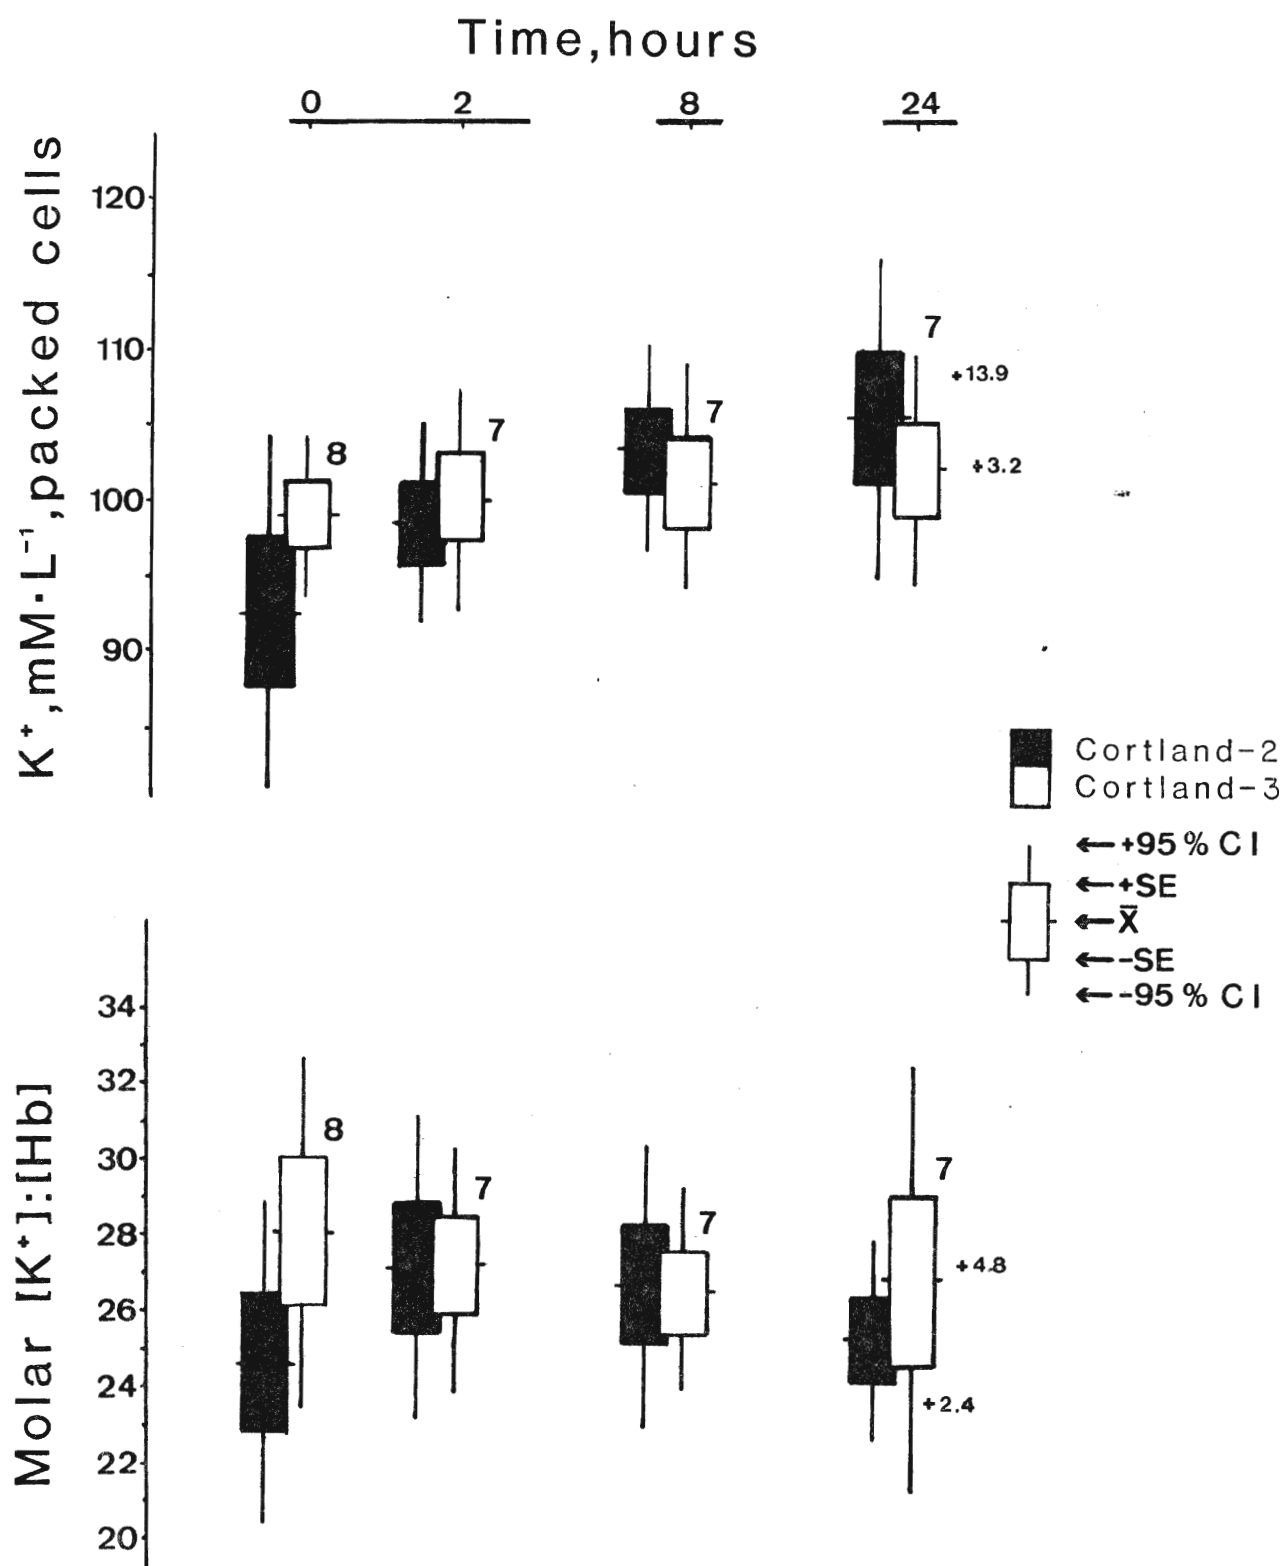 Time,hours
0 2 8 24
K⁺,mM·L⁻¹,packed cells
120
110
100
90
8
7
7
7
+13.9
+3.2
Cortland-2
Cortland-3
+95% CI
+SE
X̄
-SE
-95% CI
Molar [K⁺]:[Hb]
34
32
30
28
26
24
22
20
8
7
7
7
+4.8
+2.4